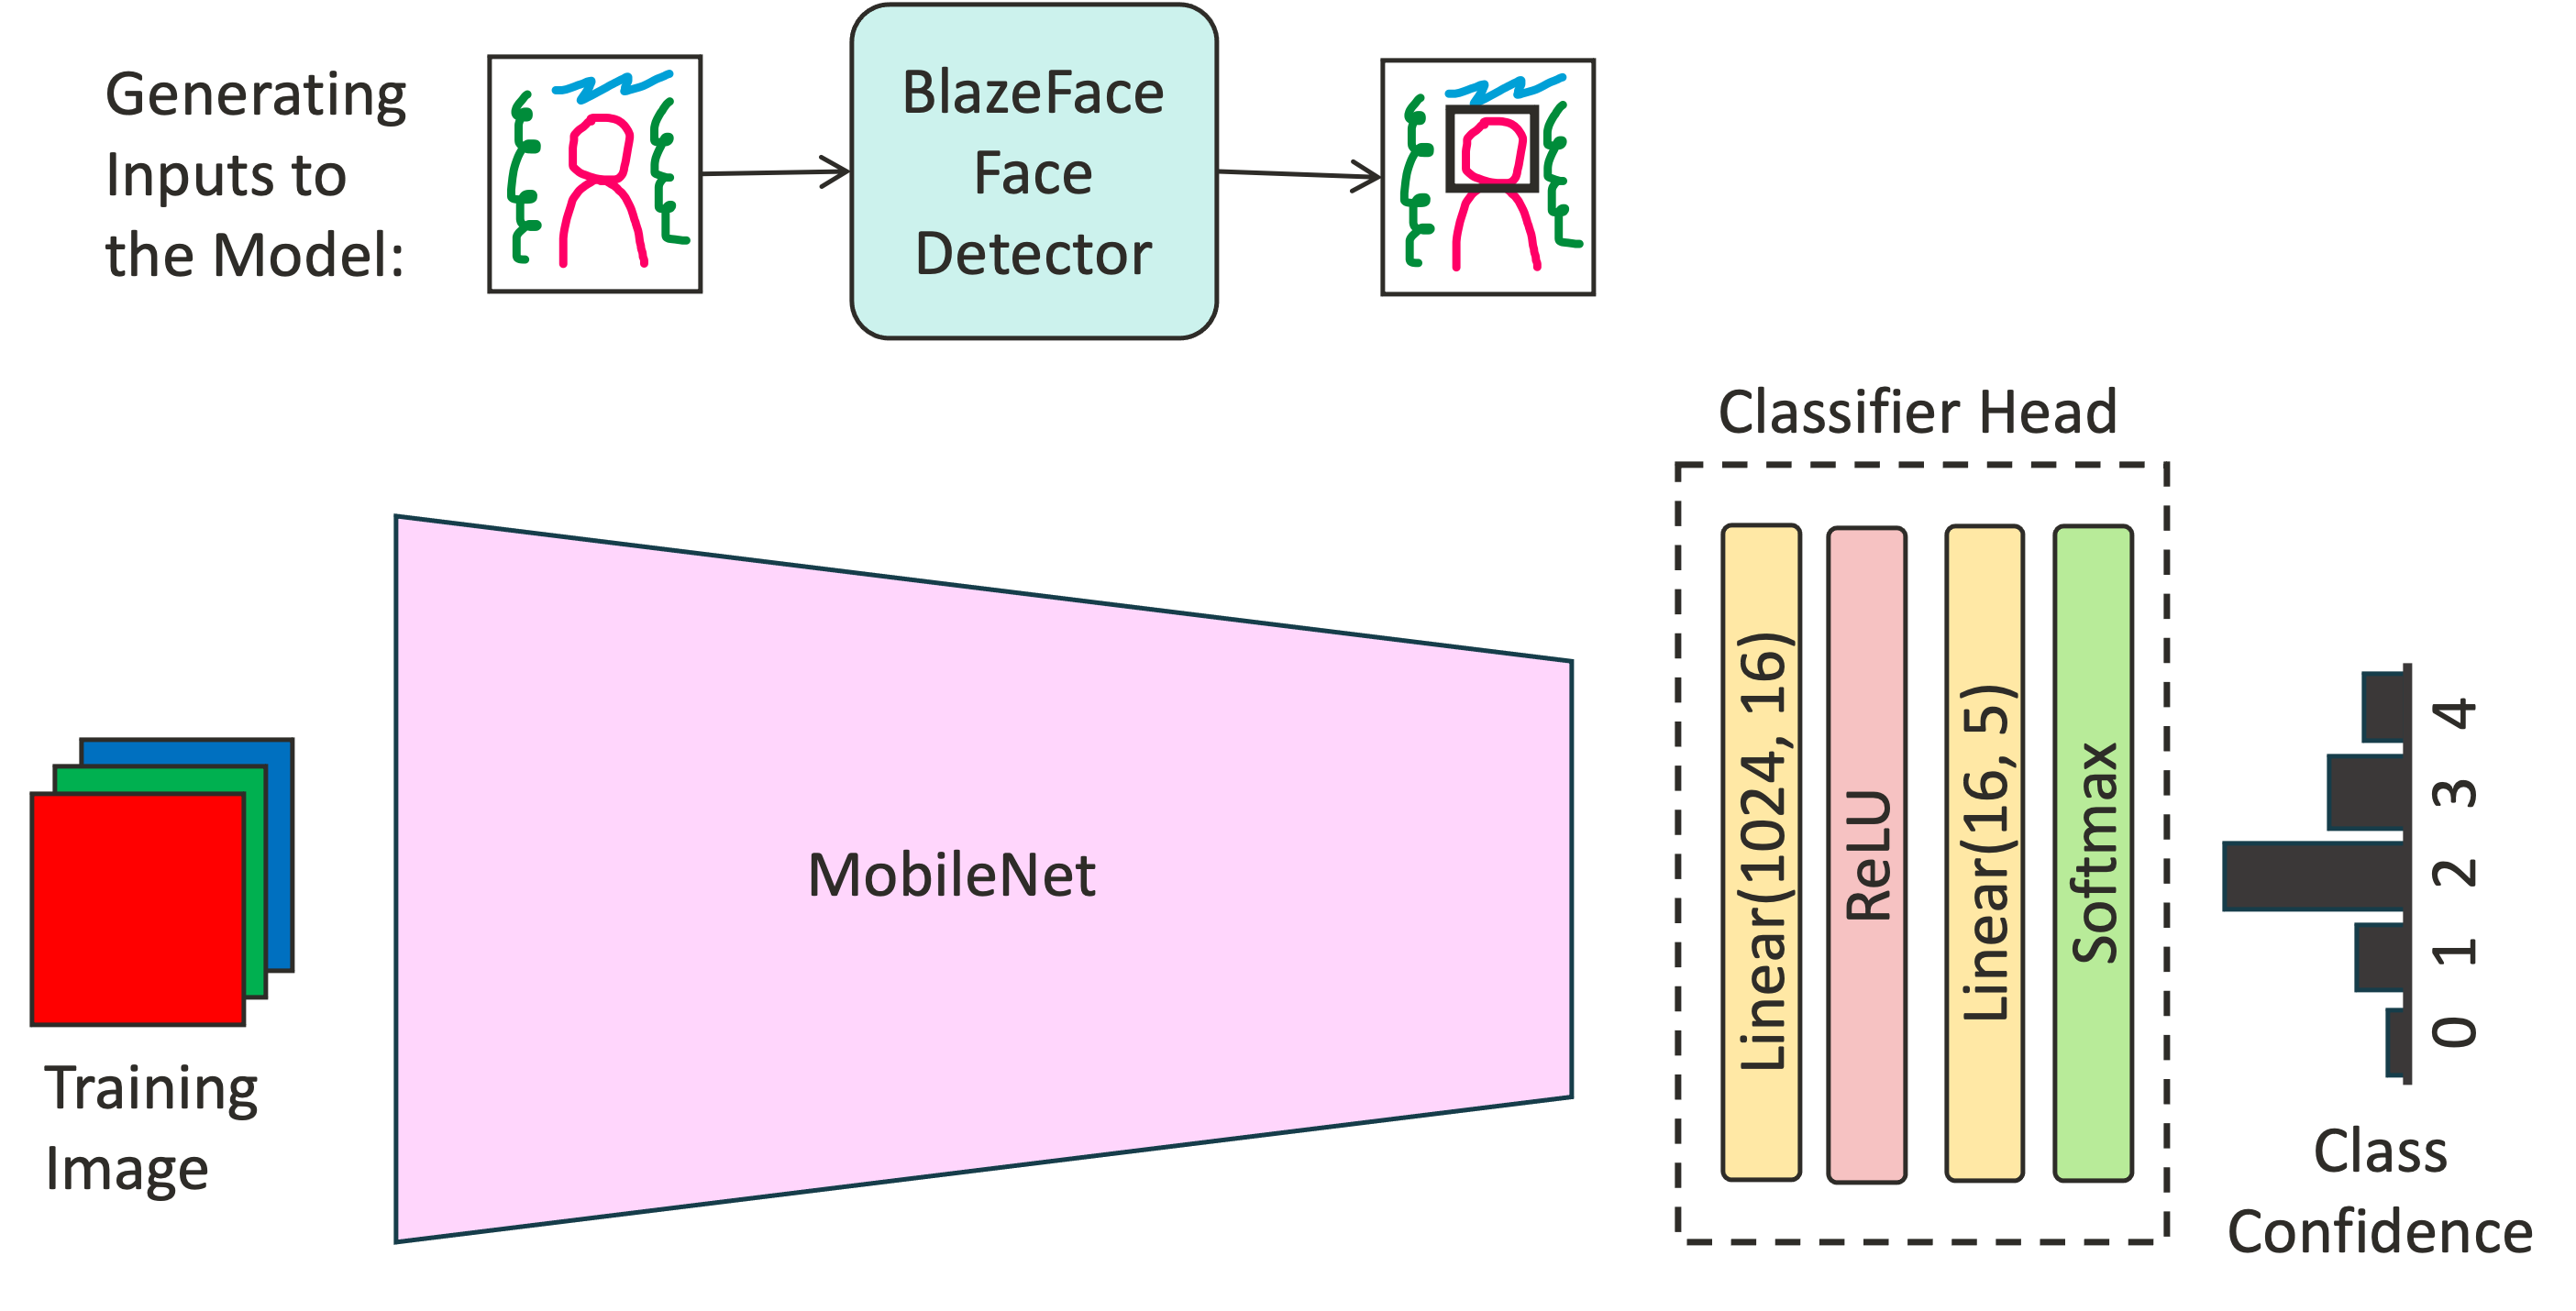 Generating
Inputs to
the Model:
BlazeFace
Face
Detector
Classifier Head
MobileNet
Linear(1024, 16)
ReLU
Linear(16, 5)
Softmax
4
3
2
1
0
Training
Image
Class
Confidence